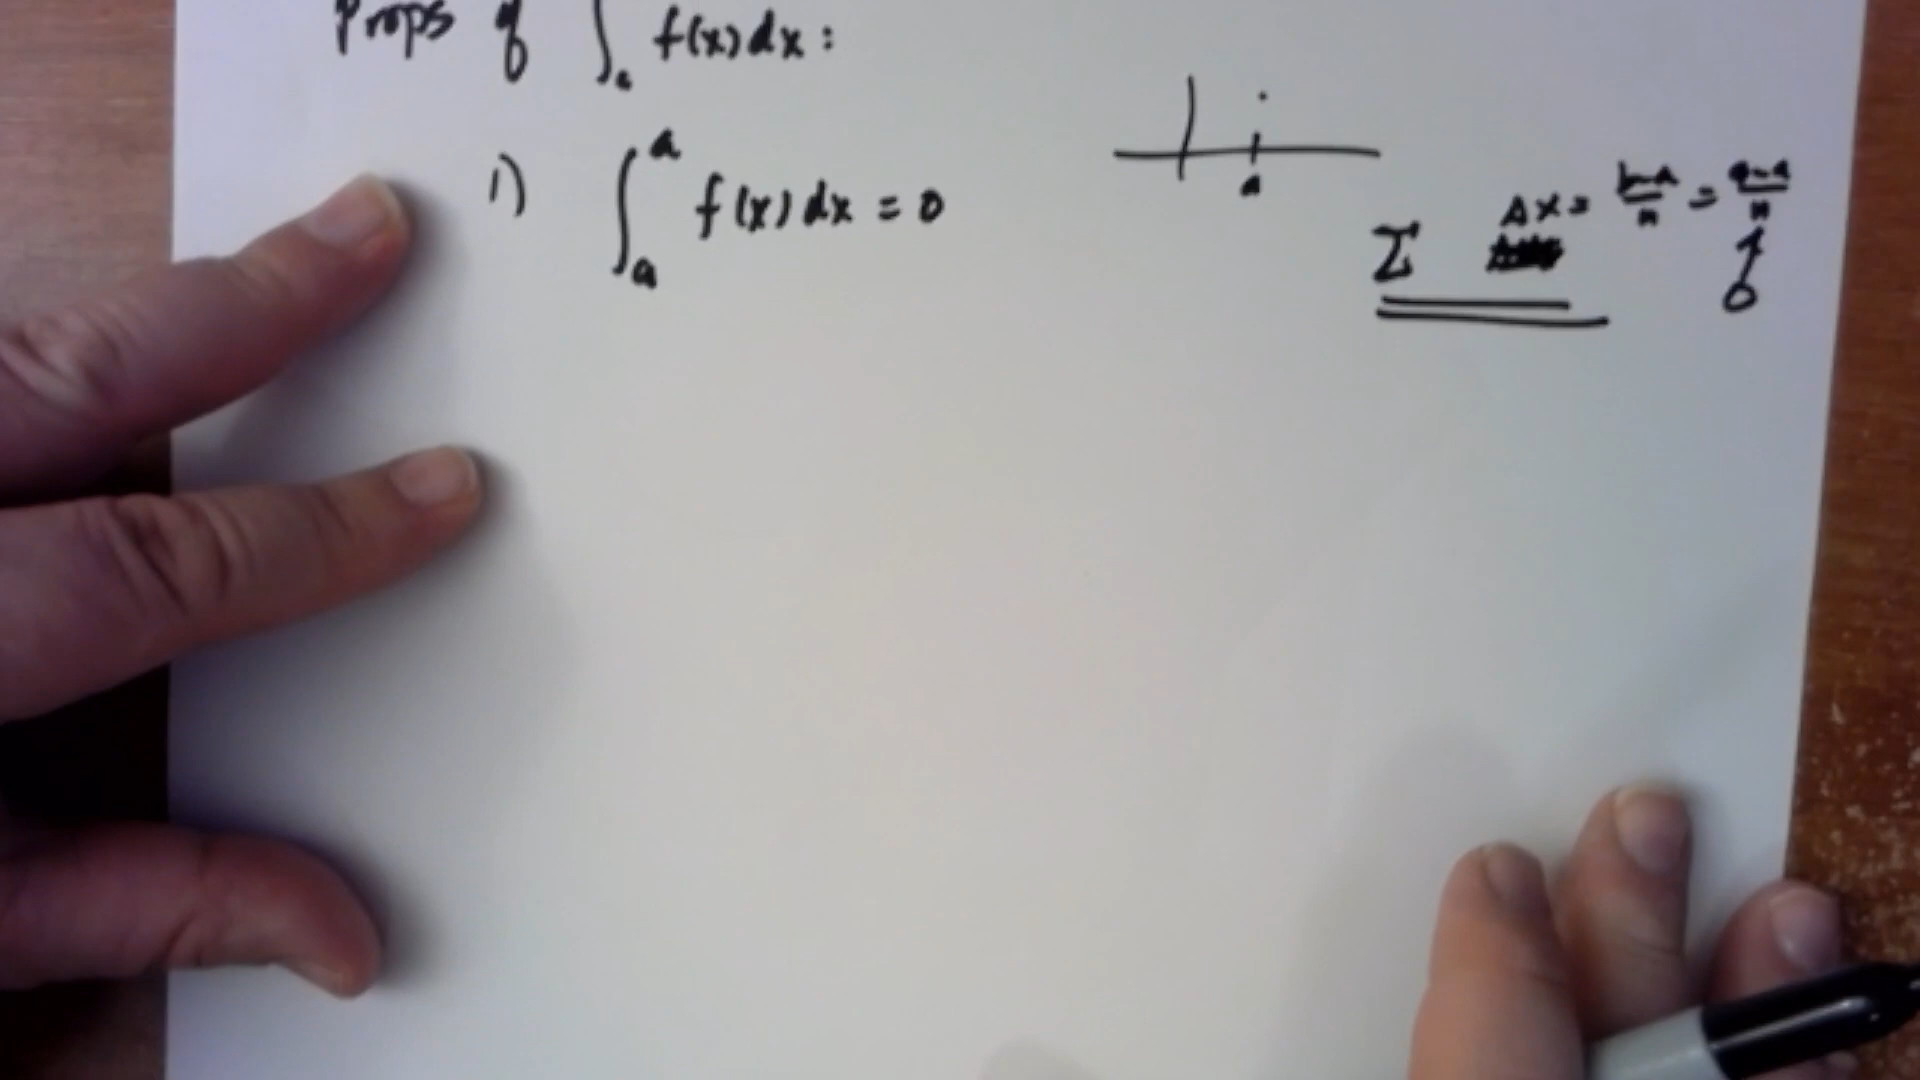 Props of ∫ₐ f(x)dx:
1) ∫ₐᵃ f(x)dx = 0
a
Δx = (b-a)/n = (a-a)/n
Σ
0